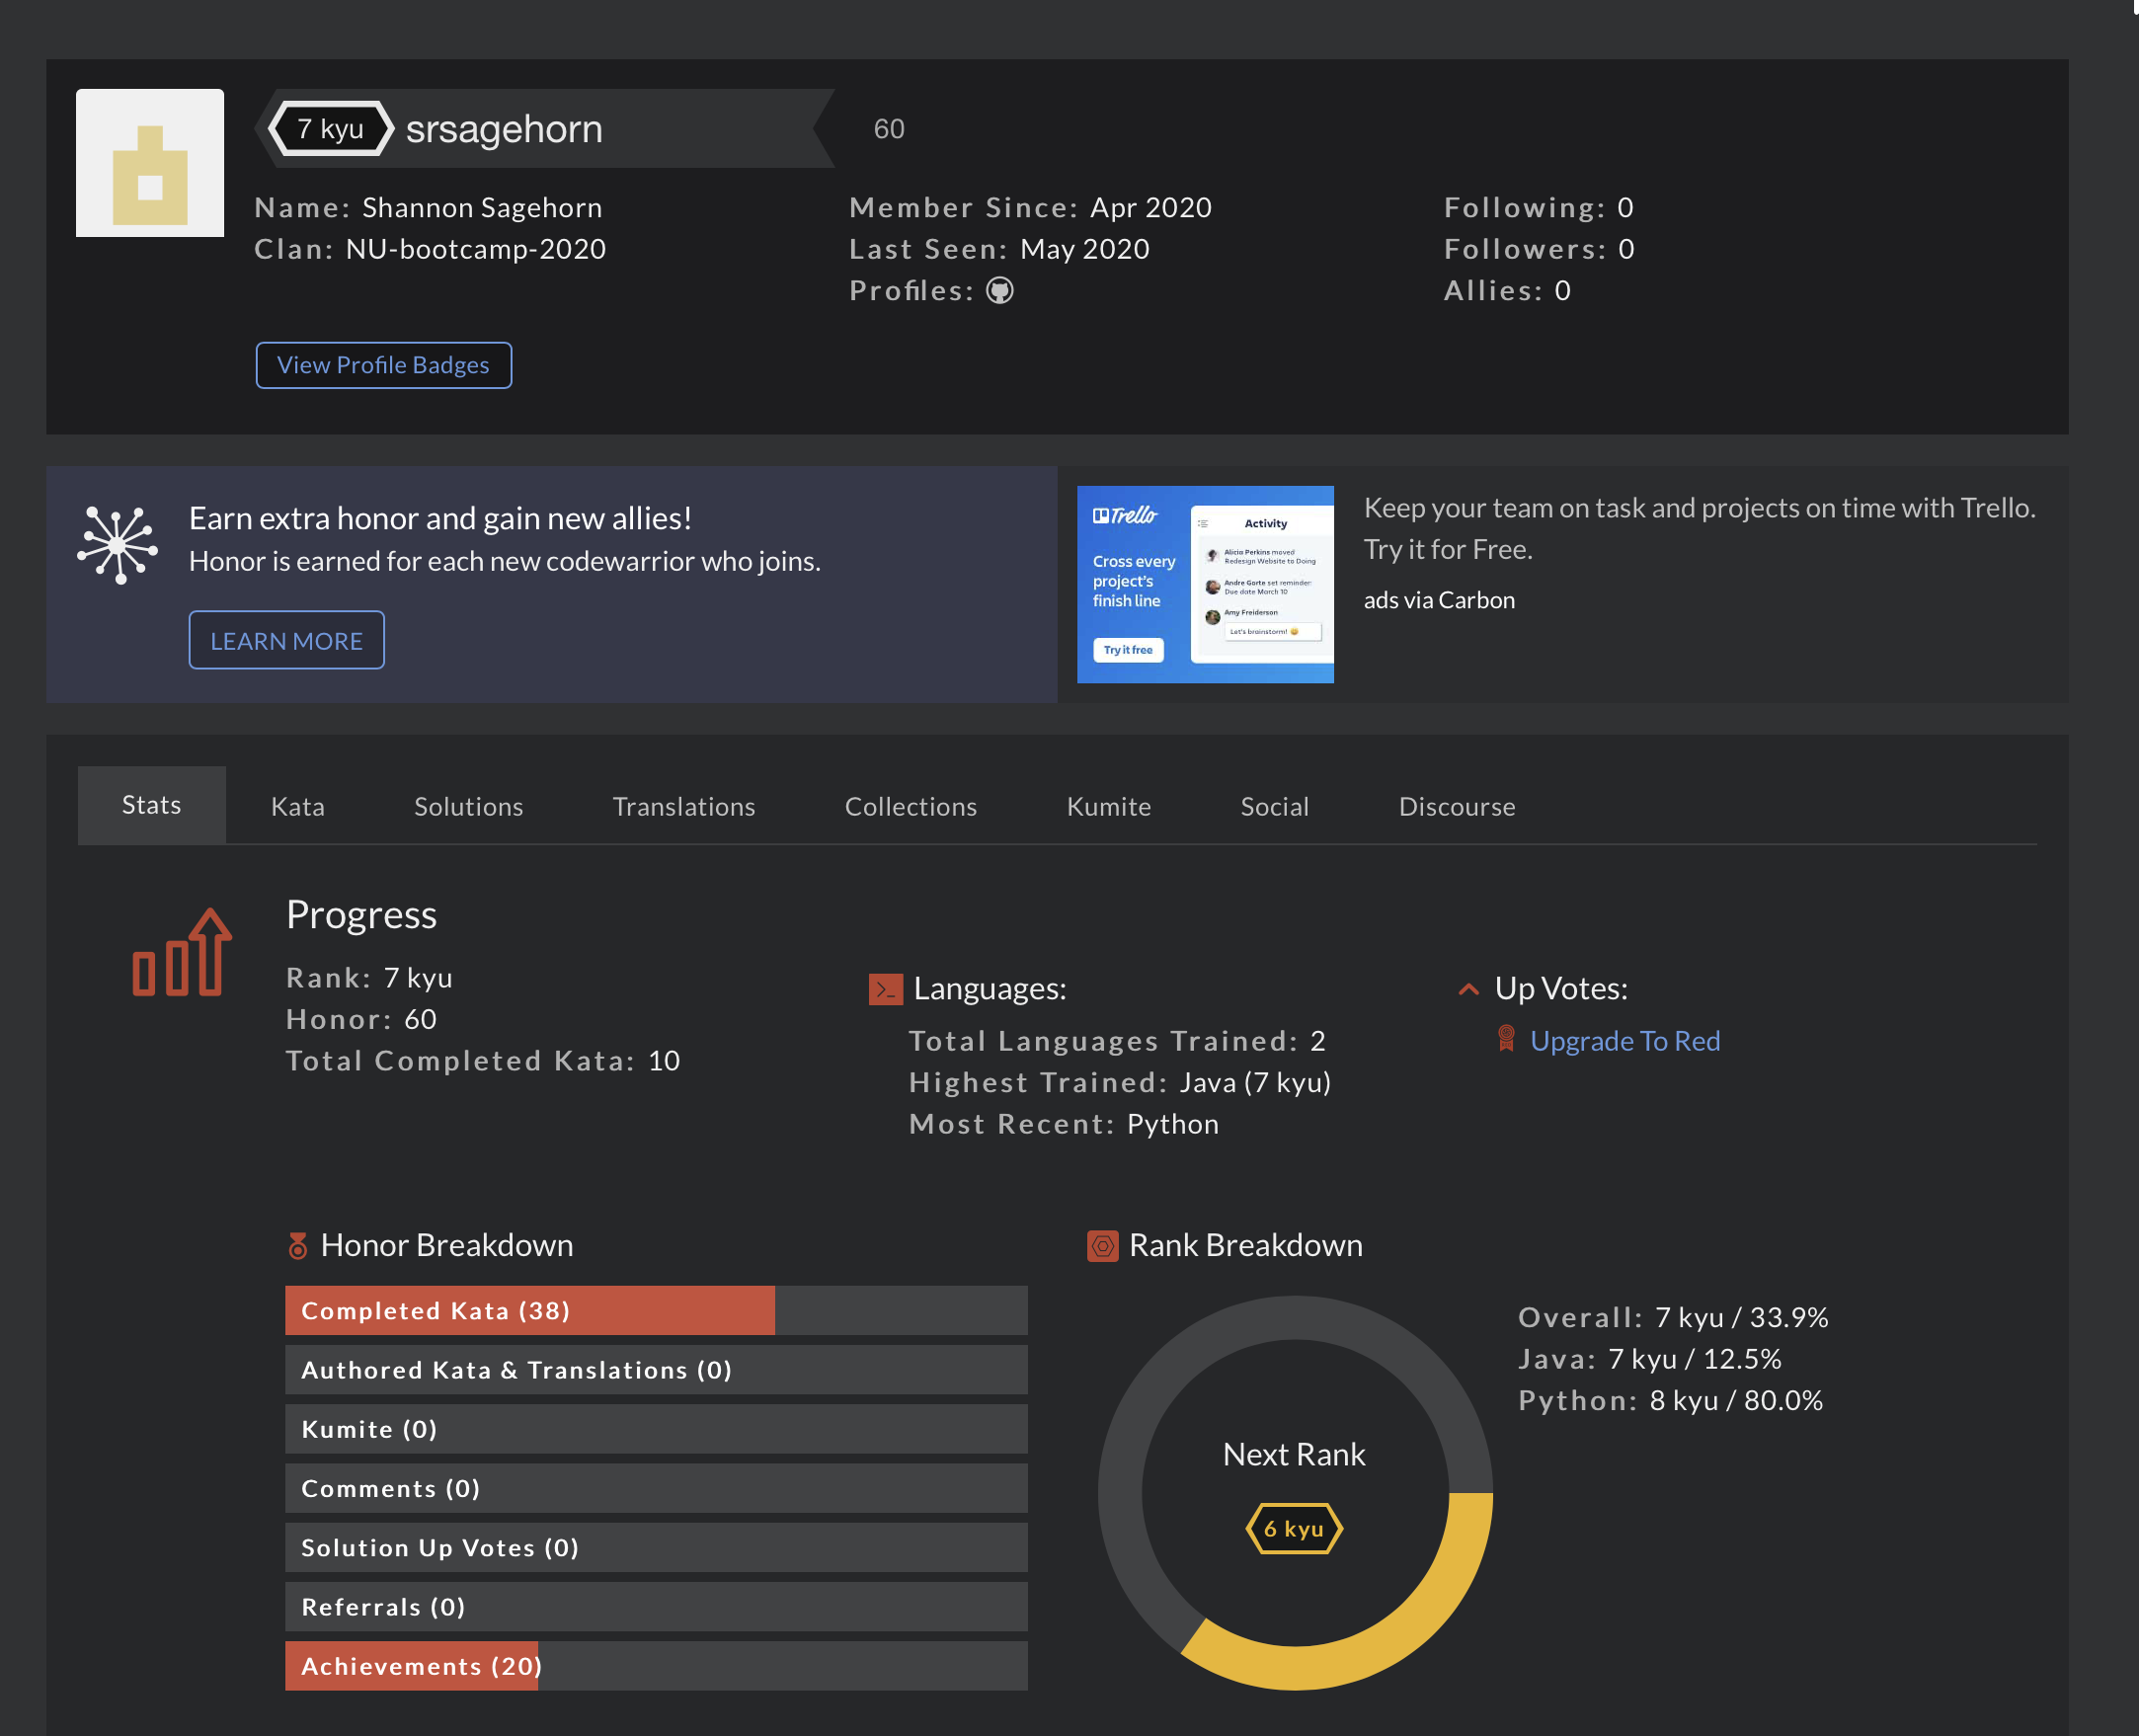 7 kyu srsagehorn 60
Name: Shannon Sagehorn
Clan: NU-bootcamp-2020
Member Since: Apr 2020
Last Seen: May 2020
Profiles:
Following: 0
Followers: 0
Allies: 0
View Profile Badges
Earn extra honor and gain new allies!
Honor is earned for each new codewarrior who joins.
LEARN MORE
Trello
Cross every
project's
finish line
Try it free
Activity
Alicia Perkins moved
Redesign Website to Doing
Andre Gorte set reminder:
Due date March 10
Amy Freiderson
Let's brainstorm!
Keep your team on task and projects on time with Trello.
Try it for Free.
ads via Carbon
Stats Kata Solutions Translations Collections Kumite Social Discourse
Progress
Rank: 7 kyu
Honor: 60
Total Completed Kata: 10
Languages:
Total Languages Trained: 2
Highest Trained: Java (7 kyu)
Most Recent: Python
Up Votes:
Upgrade To Red
Honor Breakdown
Completed Kata (38)
Authored Kata & Translations (0)
Kumite (0)
Comments (0)
Solution Up Votes (0)
Referrals (0)
Achievements (20)
Rank Breakdown
Next Rank
6 kyu
Overall: 7 kyu / 33.9%
Java: 7 kyu / 12.5%
Python: 8 kyu / 80.0%